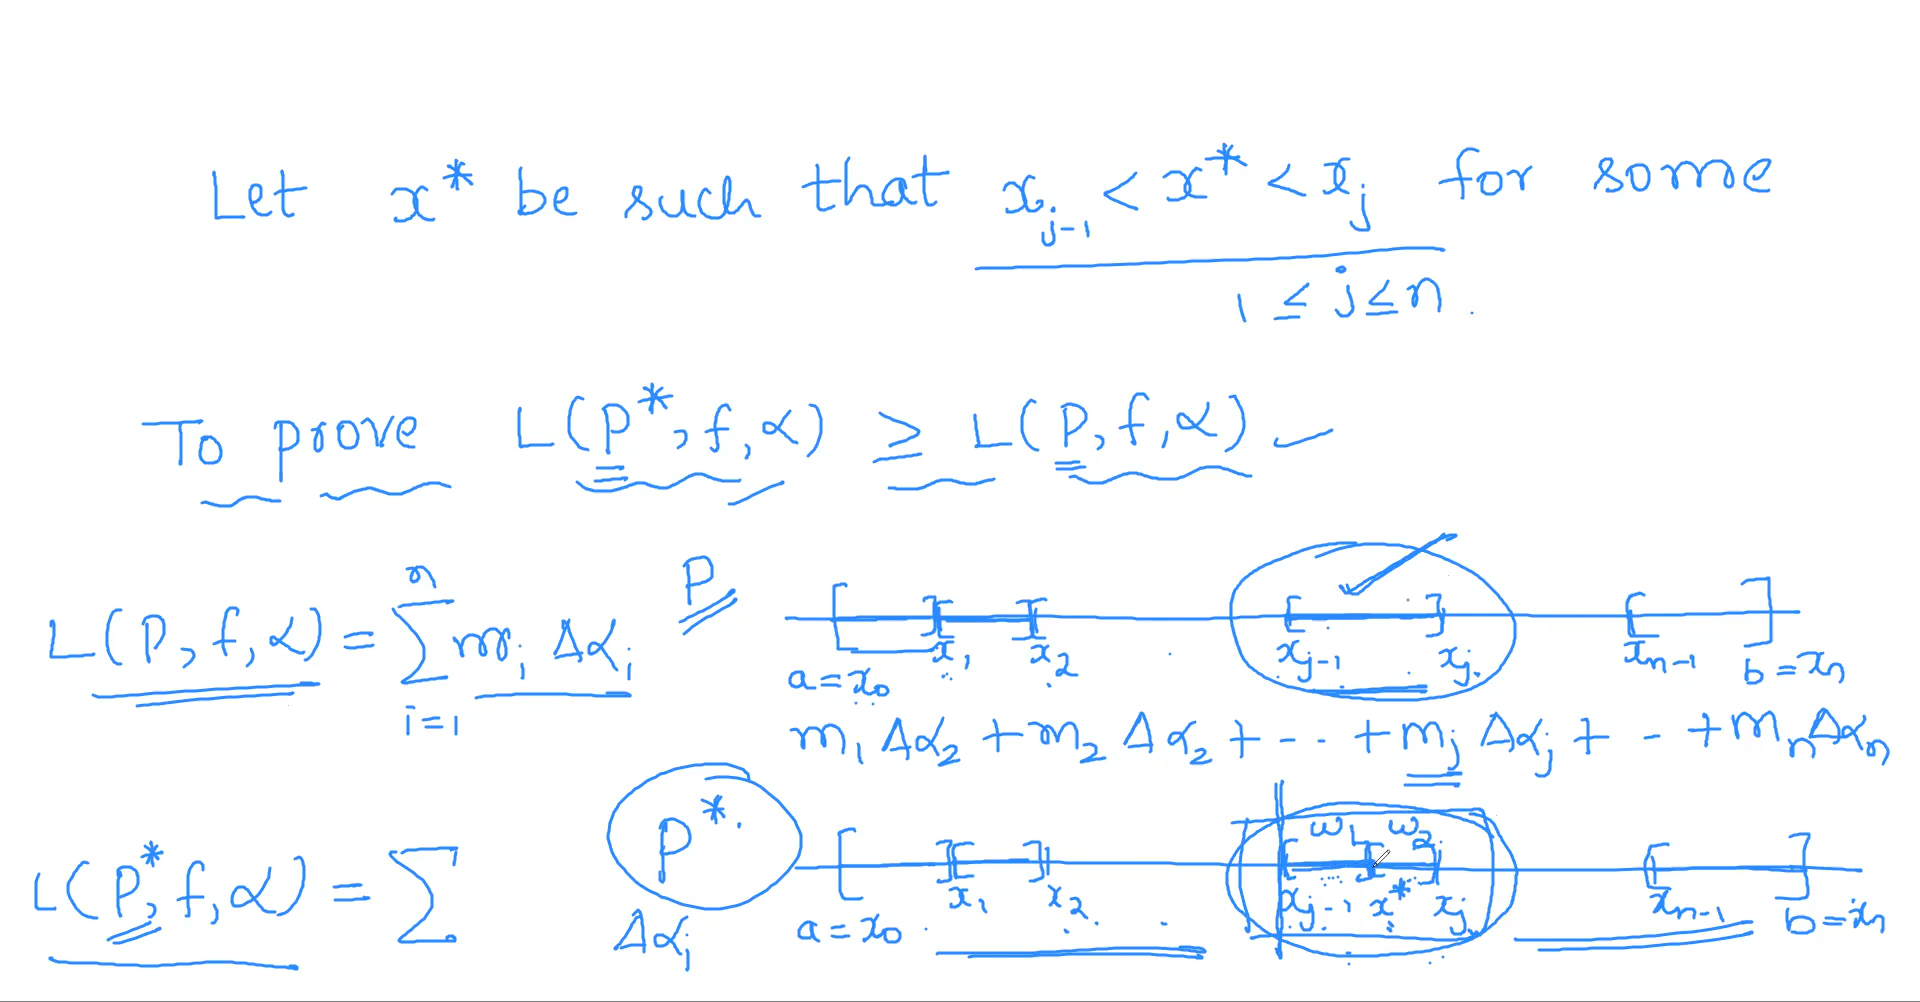 Let x* be such that x_{j-1} < x* < x_j for some
1 ≤ j ≤ n.
To prove L(P*, f, α) ≥ L(P, f, α)
L(P, f, α) = \sum_{i=1}^{n} m_i Δα_i
P
a = x_0 x_1 x_2 x_{j-1} x_j x_{n-1} b = x_n
m_1 Δα_2 + m_2 Δα_2 + - .. + m_j Δα_j + - + m_n Δα_n
P*.
w_1 w_2
L(P*, f, α) = ∑
Δα_j
a = x_0 x_1 x_2 x_{j-1} x* x_j x_{n-1} b = x_n